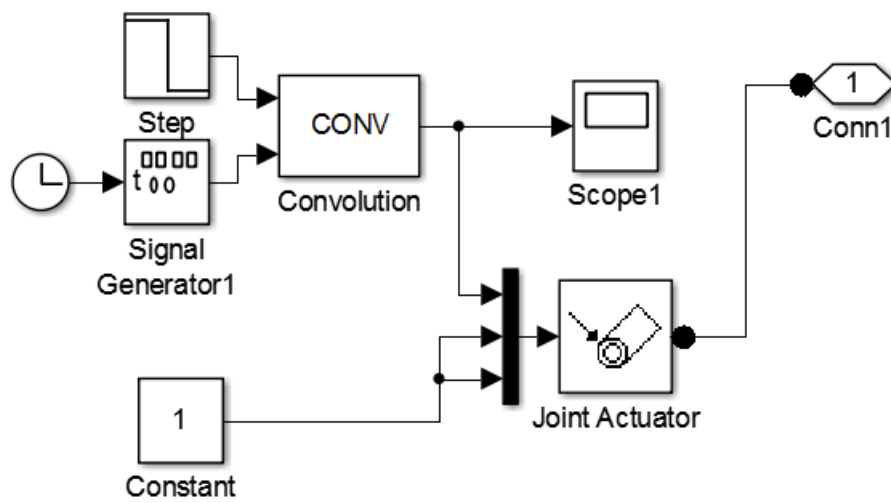 Step
CONV
Convolution
t
Signal
Generator1
Scope1
1
Conn1
Joint Actuator
1
Constant